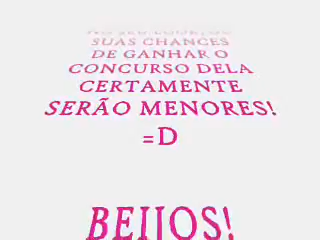 SUAS CHANCES
DE GANHAR O
CONCURSO DELA
CERTAMENTE
SERÃO MENORES!
=D
BEIJOS!